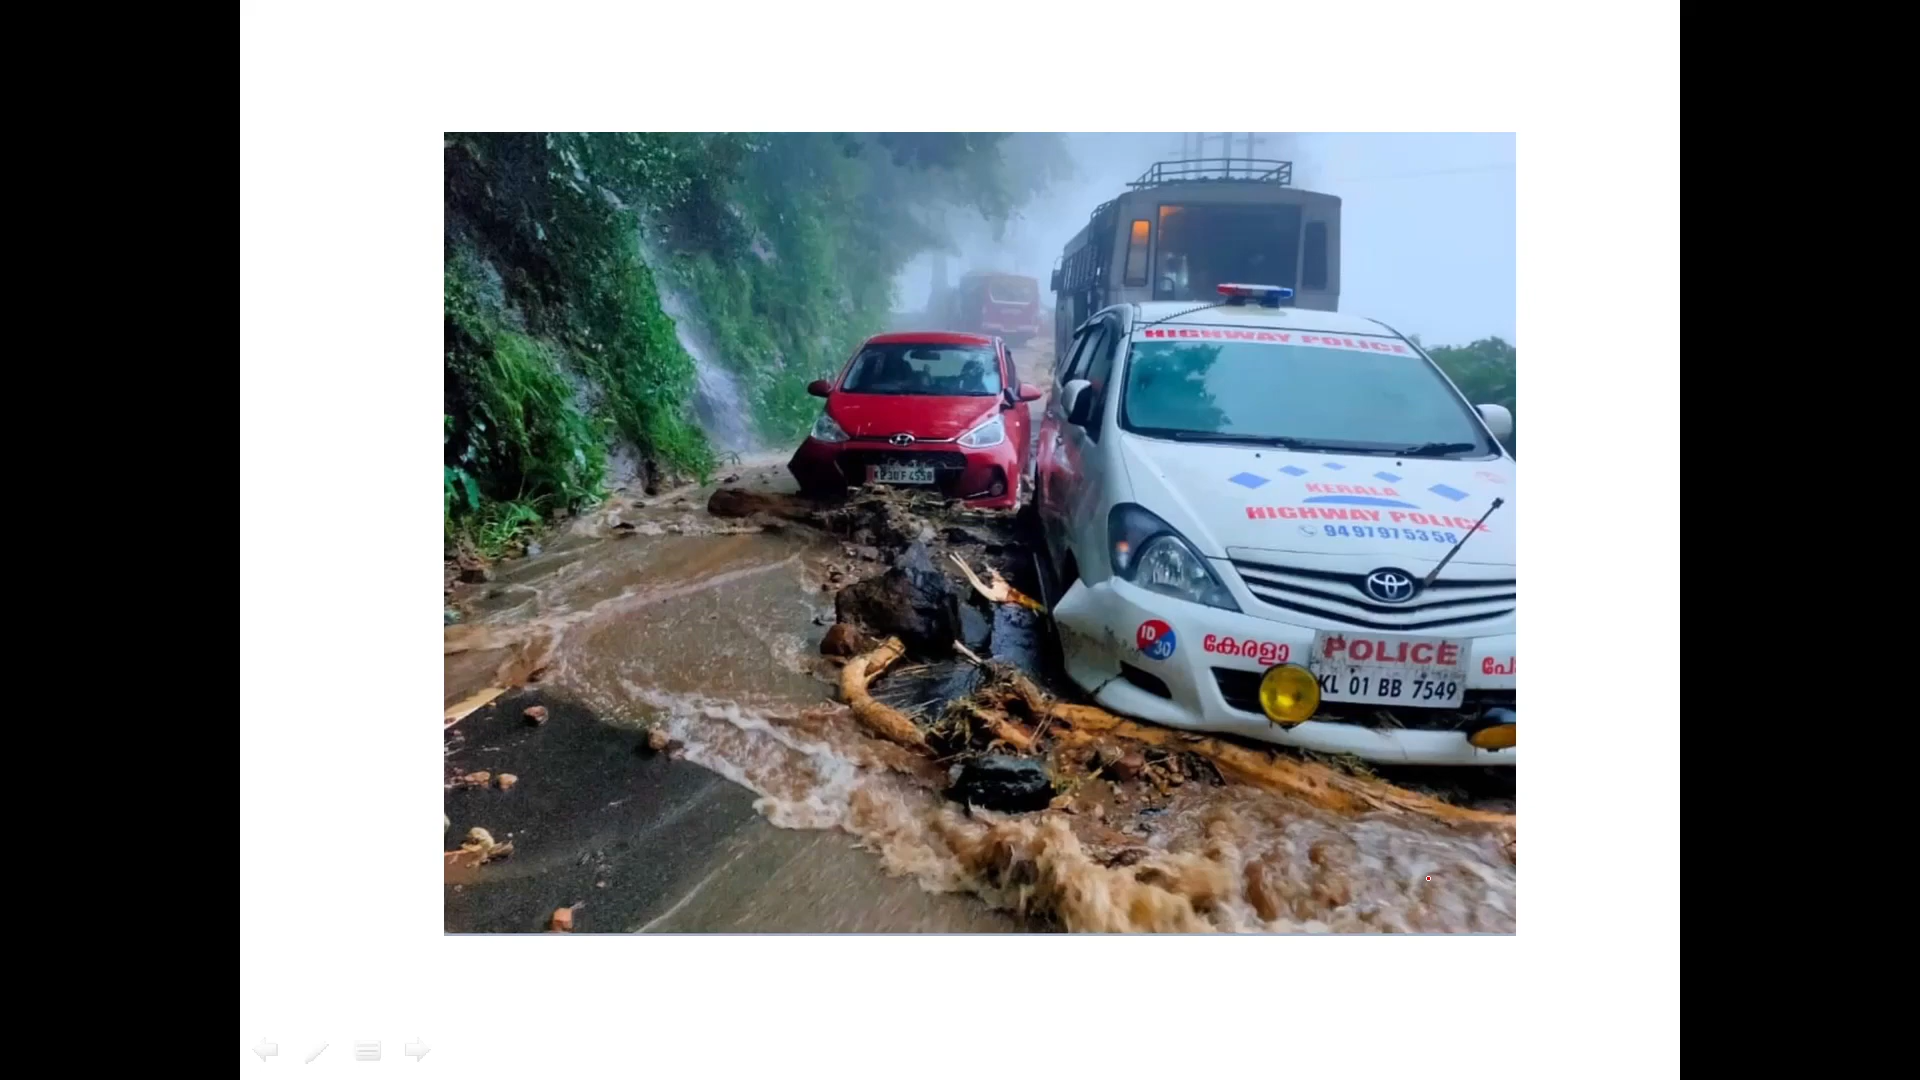 HIGHWAY POLICE
KERALA
HIGHWAY POLICE
9497975358
ID
30
കേരളാ
POLICE
KL 01 BB 7549